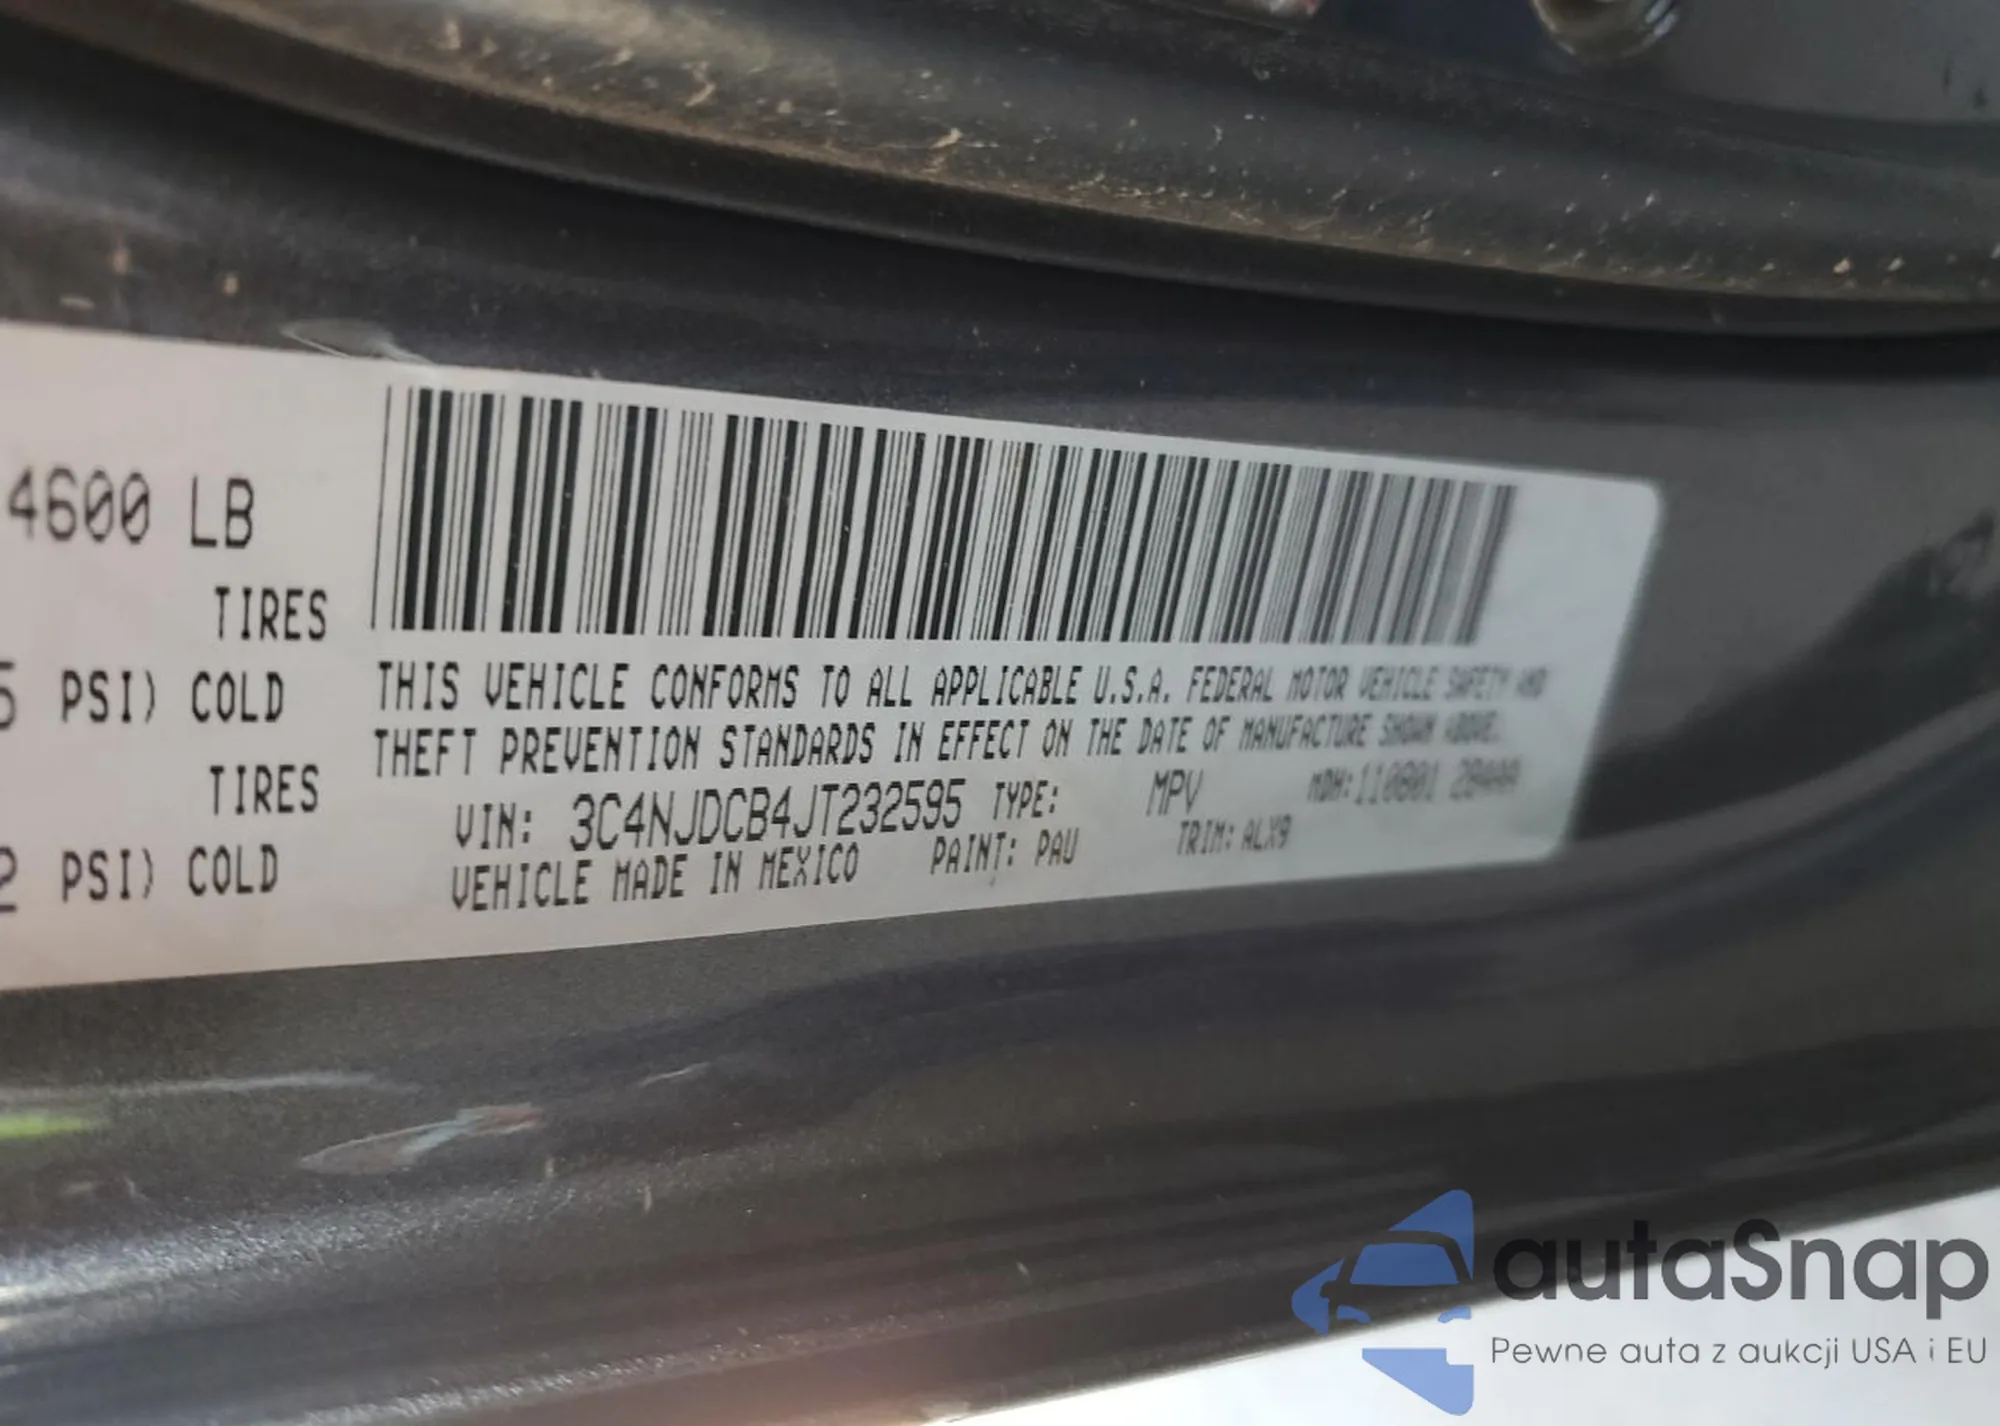 4600 LB
TIRES
5 PSI) COLD
TIRES
2 PSI) COLD
THIS VEHICLE CONFORMS TO ALL APPLICABLE U.S.A. FEDERAL MOTOR VEHICLE SAFETY AND
THEFT PREVENTION STANDARDS IN EFFECT ON THE DATE OF MANUFACTURE SHOWN ABOVE.
VIN: 3C4NJDCB4JT232595 TYPE: MPV MDH:
VEHICLE MADE IN MEXICO PAINT: PAU TRIM: ALX9
autaSnap
Pewne auta z aukcji USA i EU